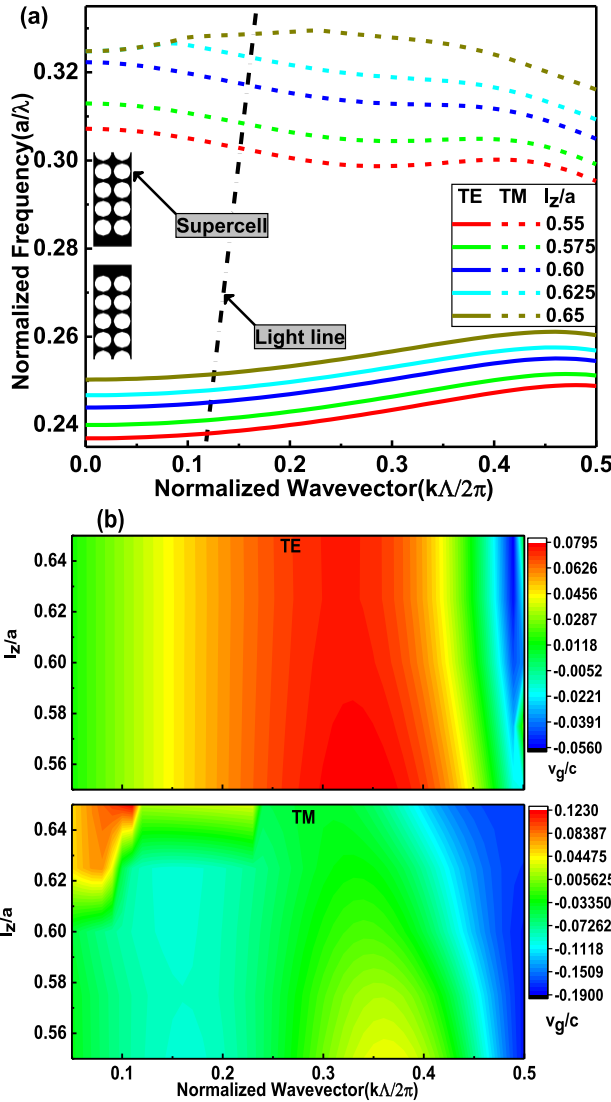 (a)
Normalized Frequency(a/λ)
0.32
0.30
0.28
0.26
0.24
Supercell
Light line
TE TM l_z/a
0.55
0.575
0.60
0.625
0.65
0.0 0.1 0.2 0.3 0.4 0.5
Normalized Wavevector(kΛ/2π)
(b)
TE
l_z/a
0.64
0.62
0.60
0.58
0.56
0.0795
0.0626
0.0456
0.0287
0.0118
-0.0052
-0.0221
-0.0391
-0.0560
v_g/c
TM
l_z/a
0.64
0.62
0.60
0.58
0.56
0.1230
0.08387
0.04475
0.005625
-0.03350
-0.07262
-0.1118
-0.1509
-0.1900
v_g/c
0.1 0.2 0.3 0.4 0.5
Normalized Wavevector(kΛ/2π)